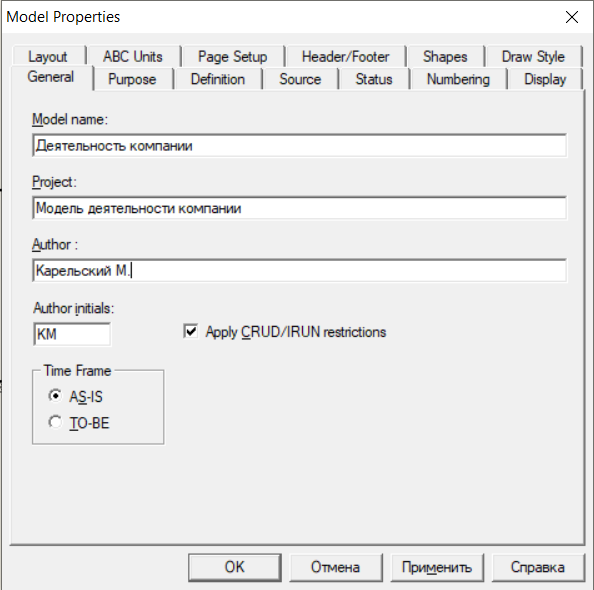 Model Properties
Layout ABC Units Page Setup Header/Footer Shapes Draw Style
General Purpose Definition Source Status Numbering Display
Model name:
Деятельность компании
Project:
Модель деятельности компании
Author :
Карельский М.
Author initials:
КМ
Apply CRUD/IRUN restrictions
Time Frame
AS-IS
TO-BE
OK Отмена Применить Справка